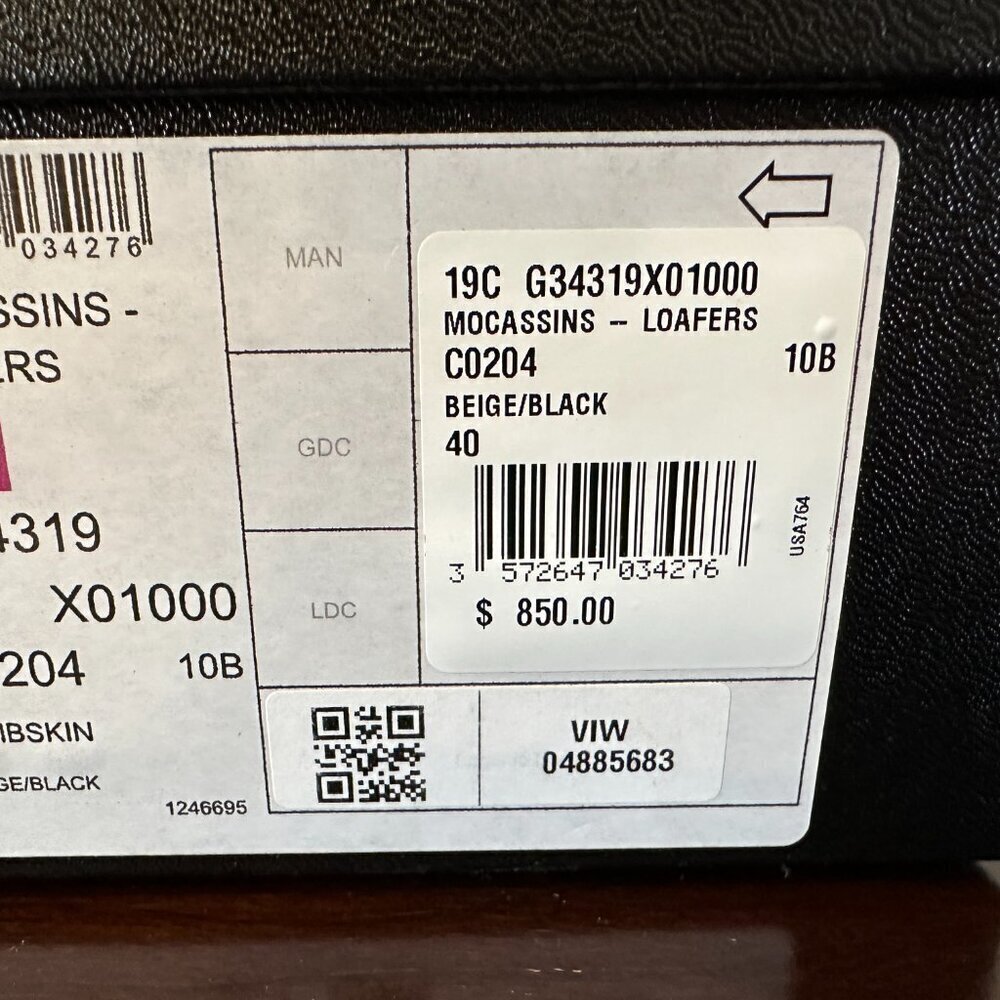 034276
SSINS -
RS
4319
X01000
204 10B
IBSKIN
GE/BLACK
1246695
MAN
GDC
LDC
19C G34319X01000
MOCASSINS – LOAFERS
C0204 10B
BEIGE/BLACK
40
USA764
3 572647 034276
$ 850.00
VIW
04885683